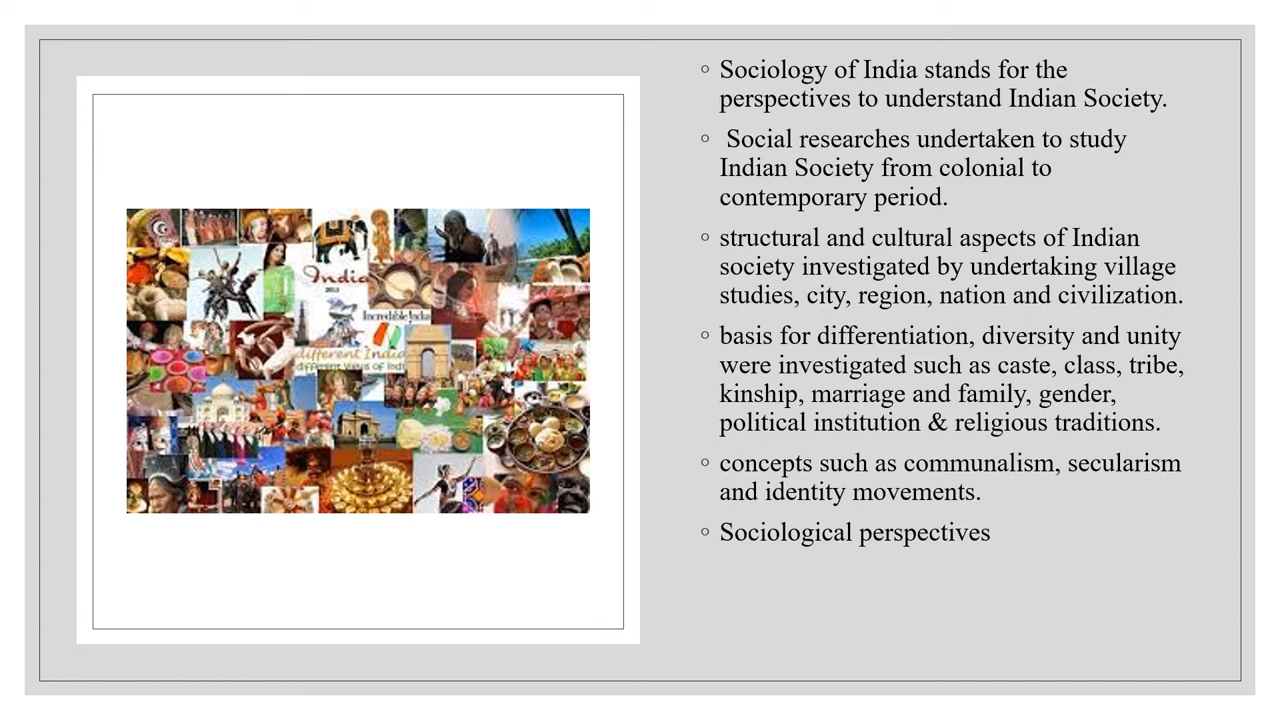 India
Incredible India
different India
different ways of Indi
◦ Sociology of India stands for the
perspectives to understand Indian Society.
◦ Social researches undertaken to study
Indian Society from colonial to
contemporary period.
◦ structural and cultural aspects of Indian
society investigated by undertaking village
studies, city, region, nation and civilization.
◦ basis for differentiation, diversity and unity
were investigated such as caste, class, tribe,
kinship, marriage and family, gender,
political institution & religious traditions.
◦ concepts such as communalism, secularism
and identity movements.
◦ Sociological perspectives